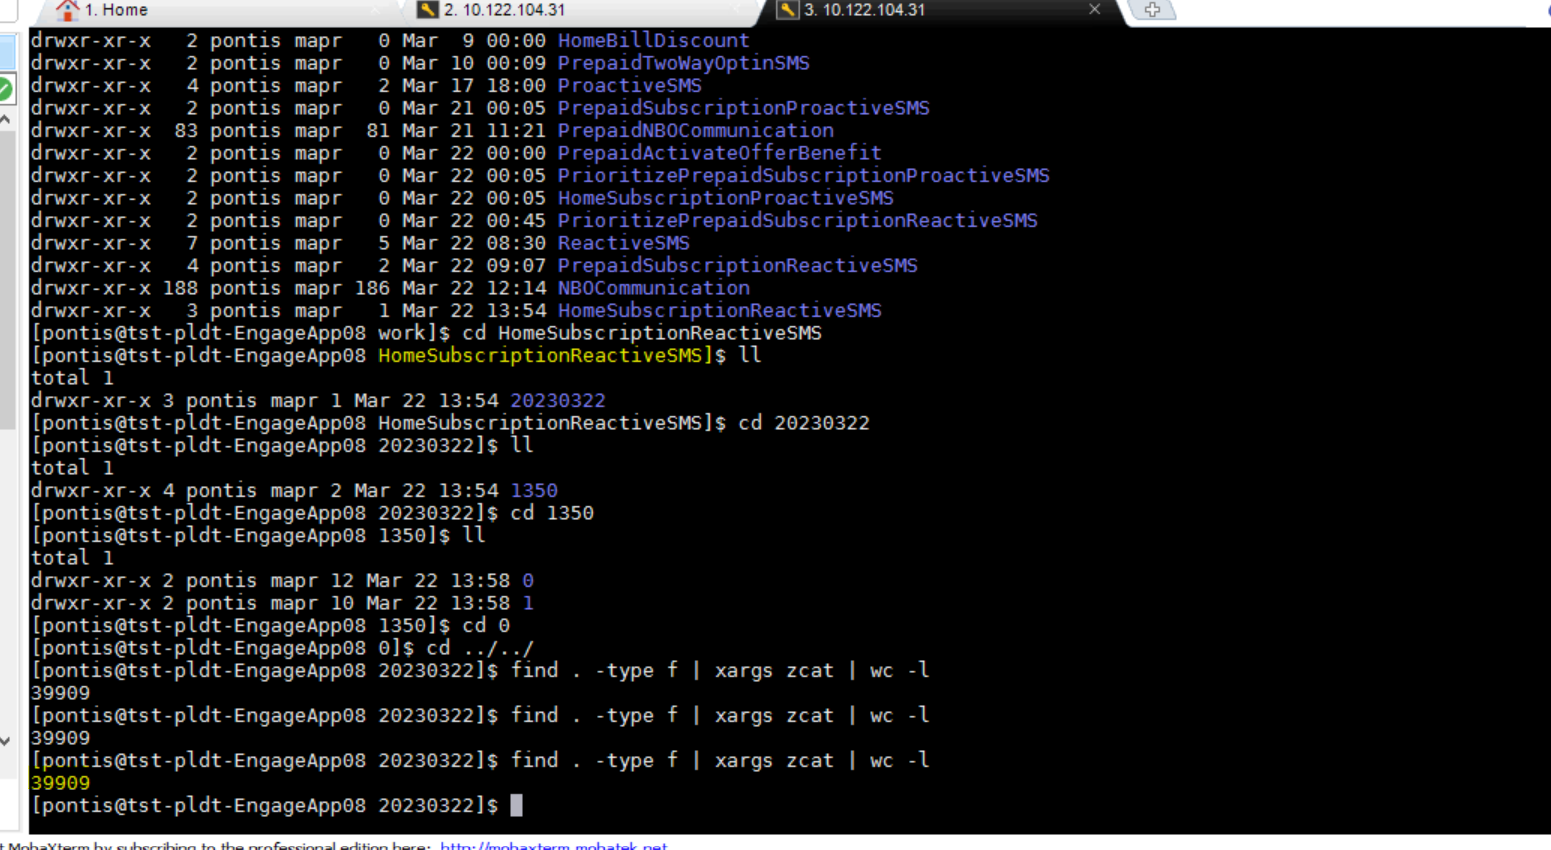 1. Home
2. 10.122.104.31
3. 10.122.104.31
drwxr-xr-x   2 pontis mapr   0 Mar  9 00:00 HomeBillDiscount
drwxr-xr-x   2 pontis mapr   0 Mar 10 00:09 PrepaidTwoWayOptinSMS
drwxr-xr-x   4 pontis mapr   2 Mar 17 18:00 ProactiveSMS
drwxr-xr-x   2 pontis mapr   0 Mar 21 00:05 PrepaidSubscriptionProactiveSMS
drwxr-xr-x  83 pontis mapr  81 Mar 21 11:21 PrepaidNBOCommunication
drwxr-xr-x   2 pontis mapr   0 Mar 22 00:00 PrepaidActivateOfferBenefit
drwxr-xr-x   2 pontis mapr   0 Mar 22 00:05 PrioritizePrepaidSubscriptionProactiveSMS
drwxr-xr-x   2 pontis mapr   0 Mar 22 00:05 HomeSubscriptionProactiveSMS
drwxr-xr-x   2 pontis mapr   0 Mar 22 00:45 PrioritizePrepaidSubscriptionReactiveSMS
drwxr-xr-x   7 pontis mapr   5 Mar 22 08:30 ReactiveSMS
drwxr-xr-x   4 pontis mapr   2 Mar 22 09:07 PrepaidSubscriptionReactiveSMS
drwxr-xr-x 188 pontis mapr 186 Mar 22 12:14 NBOCommunication
drwxr-xr-x   3 pontis mapr   1 Mar 22 13:54 HomeSubscriptionReactiveSMS
[pontis@tst-pldt-EngageApp08 work]$ cd HomeSubscriptionReactiveSMS
[pontis@tst-pldt-EngageApp08 HomeSubscriptionReactiveSMS]$ ll
total 1
drwxr-xr-x 3 pontis mapr 1 Mar 22 13:54 20230322
[pontis@tst-pldt-EngageApp08 HomeSubscriptionReactiveSMS]$ cd 20230322
[pontis@tst-pldt-EngageApp08 20230322]$ ll
total 1
drwxr-xr-x 4 pontis mapr 2 Mar 22 13:54 1350
[pontis@tst-pldt-EngageApp08 20230322]$ cd 1350
[pontis@tst-pldt-EngageApp08 1350]$ ll
total 1
drwxr-xr-x 2 pontis mapr 12 Mar 22 13:58 0
drwxr-xr-x 2 pontis mapr 10 Mar 22 13:58 1
[pontis@tst-pldt-EngageApp08 1350]$ cd 0
[pontis@tst-pldt-EngageApp08 0]$ cd ../../
[pontis@tst-pldt-EngageApp08 20230322]$ find . -type f | xargs zcat | wc -l
39909
[pontis@tst-pldt-EngageApp08 20230322]$ find . -type f | xargs zcat | wc -l
39909
[pontis@tst-pldt-EngageApp08 20230322]$ find . -type f | xargs zcat | wc -l
39909
[pontis@tst-pldt-EngageApp08 20230322]$
MobaXterm by subscribing to the professional edition here: http://mobaxterm.mobatek.net